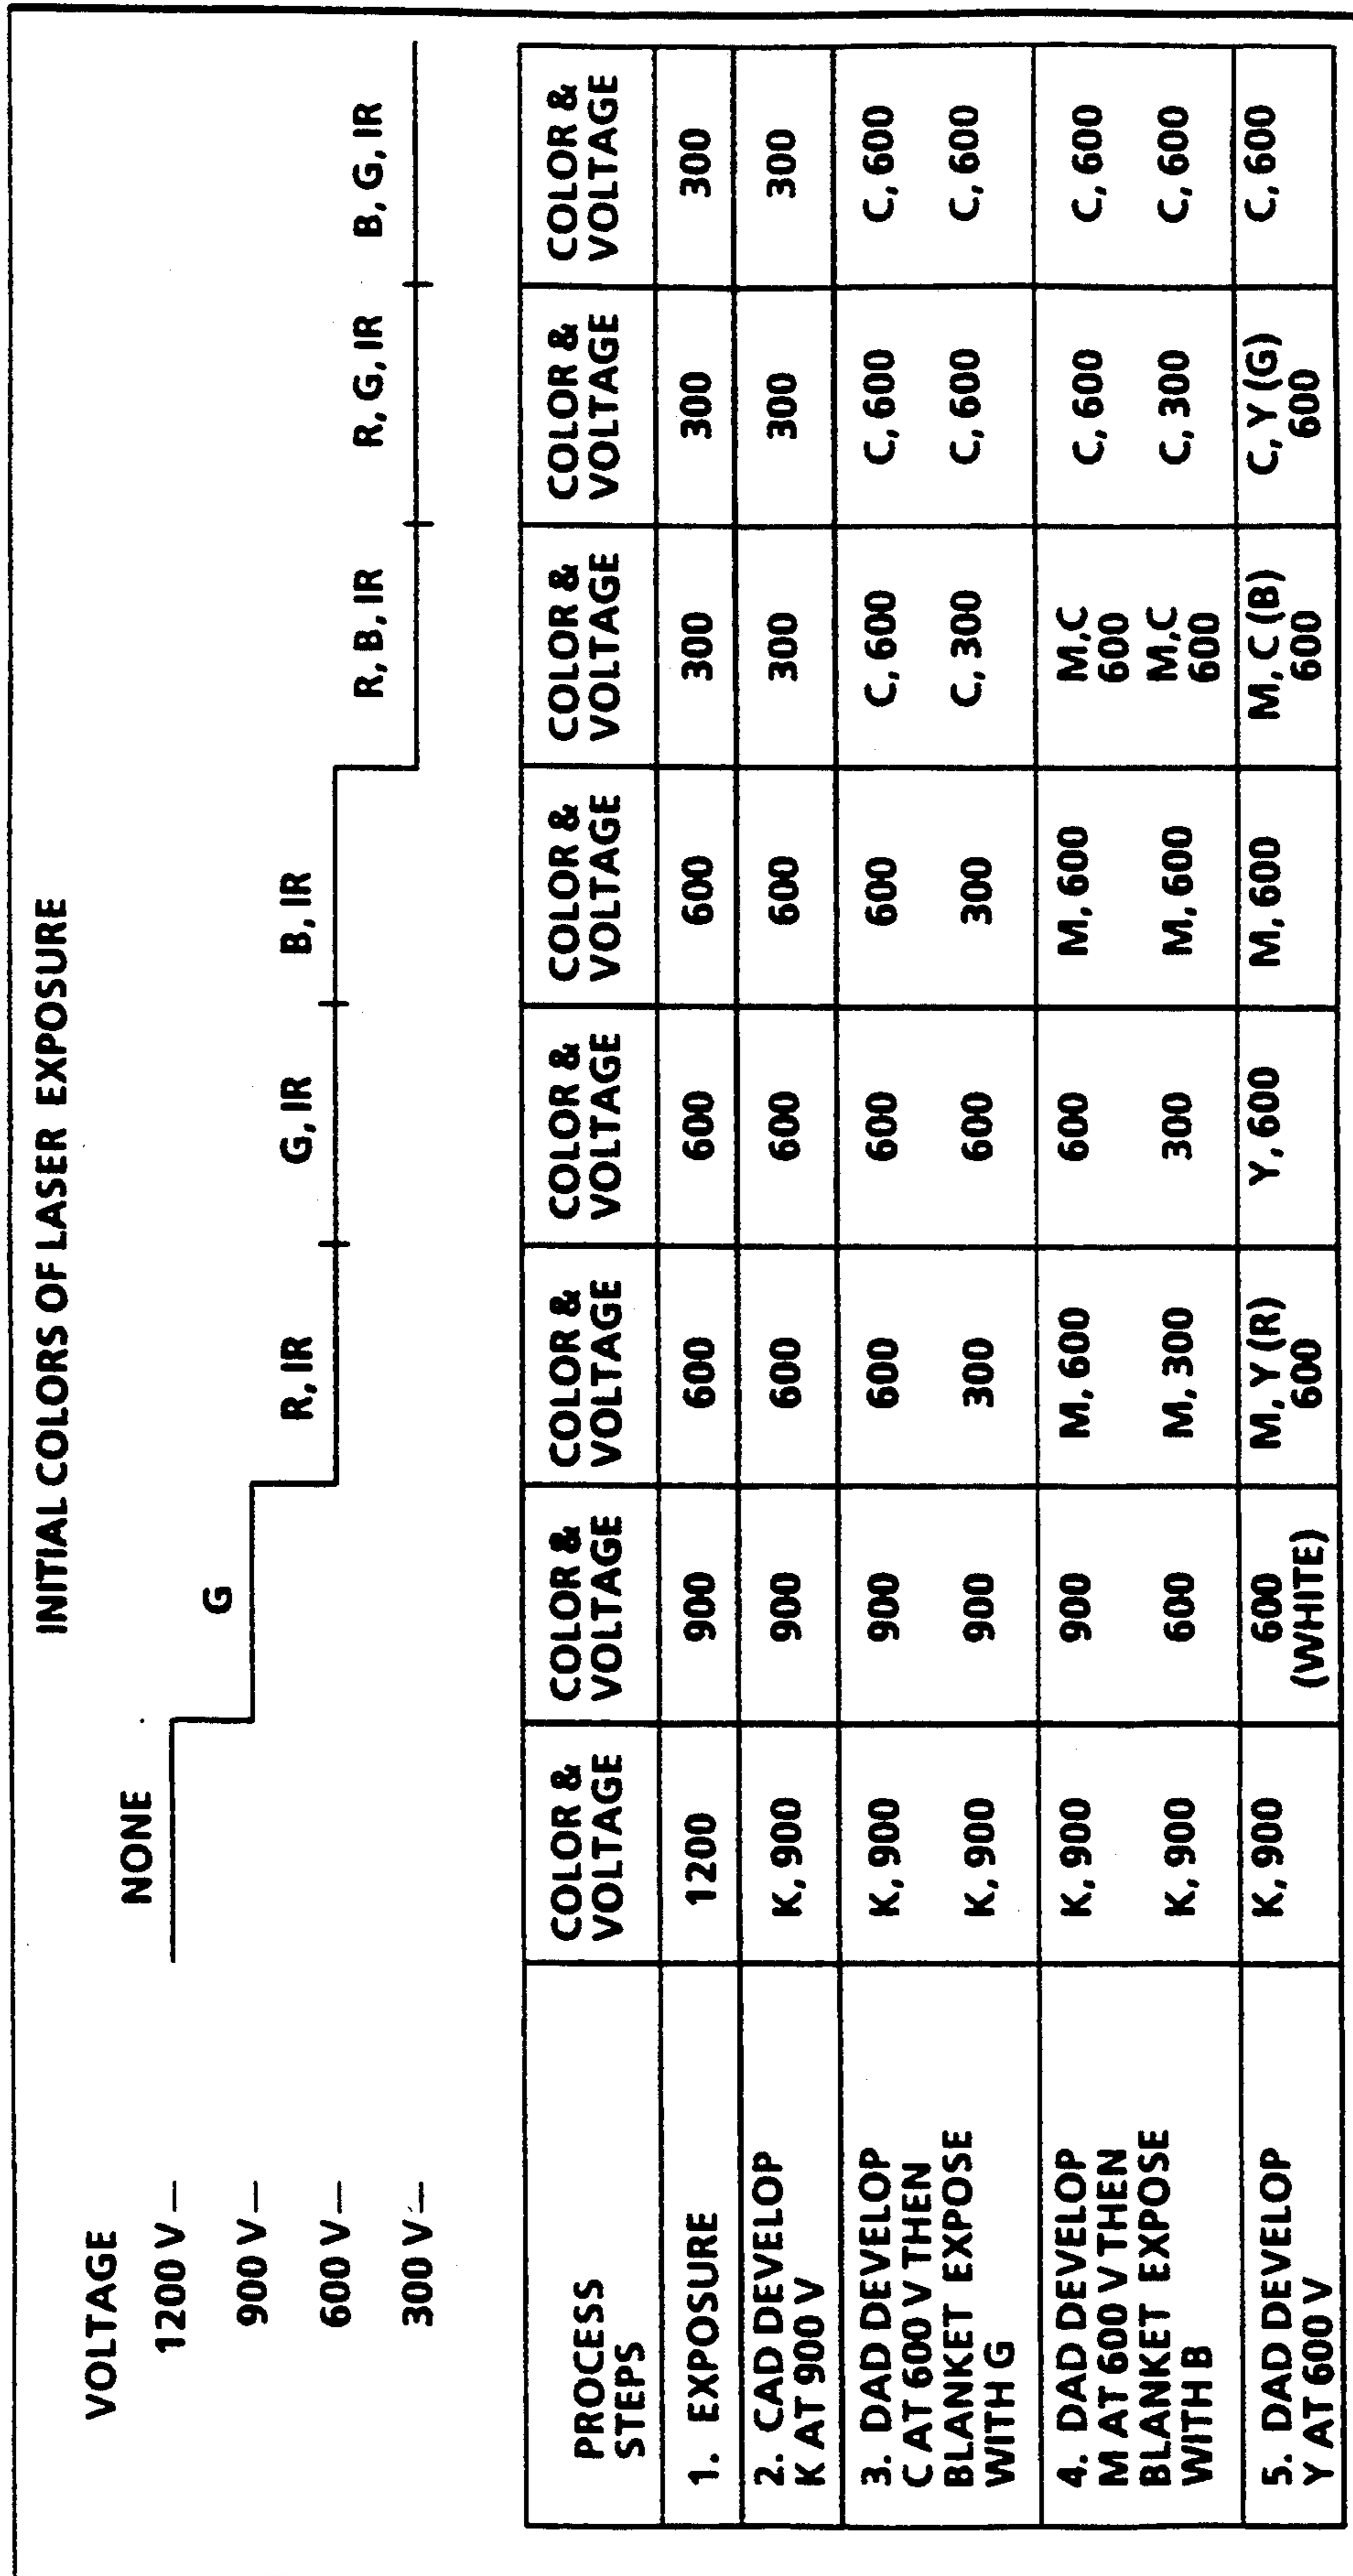 INITIAL COLORS OF LASER EXPOSURE
VOLTAGE
1200 V —
900 V —
600 V —
300 V —
NONE
G
R, IR
G, IR
B, IR
R, B, IR
R, G, IR
B, G, IR
PROCESS
STEPS
COLOR &
VOLTAGE
COLOR &
VOLTAGE
COLOR &
VOLTAGE
COLOR &
VOLTAGE
COLOR &
VOLTAGE
COLOR &
VOLTAGE
COLOR &
VOLTAGE
COLOR &
VOLTAGE
1. EXPOSURE
1200
900
600
600
600
300
300
300
2. CAD DEVELOP
K AT 900 V
K, 900
900
600
600
600
300
300
300
3. DAD DEVELOP
C AT 600 V THEN
BLANKET EXPOSE
WITH G
K, 900
900
600
600
600
C, 600
C, 600
C, 600
K, 900
900
300
600
300
C, 300
C, 600
C, 600
4. DAD DEVELOP
M AT 600 V THEN
BLANKET EXPOSE
WITH B
K, 900
900
M, 600
600
M, 600
M,C
600
C, 600
C, 600
K, 900
600
M, 300
300
M, 600
M,C
600
C, 300
C, 600
5. DAD DEVELOP
Y AT 600 V
K, 900
600
(WHITE)
M, Y (R)
600
Y, 600
M, 600
M, C (B)
600
C, Y (G)
600
C, 600